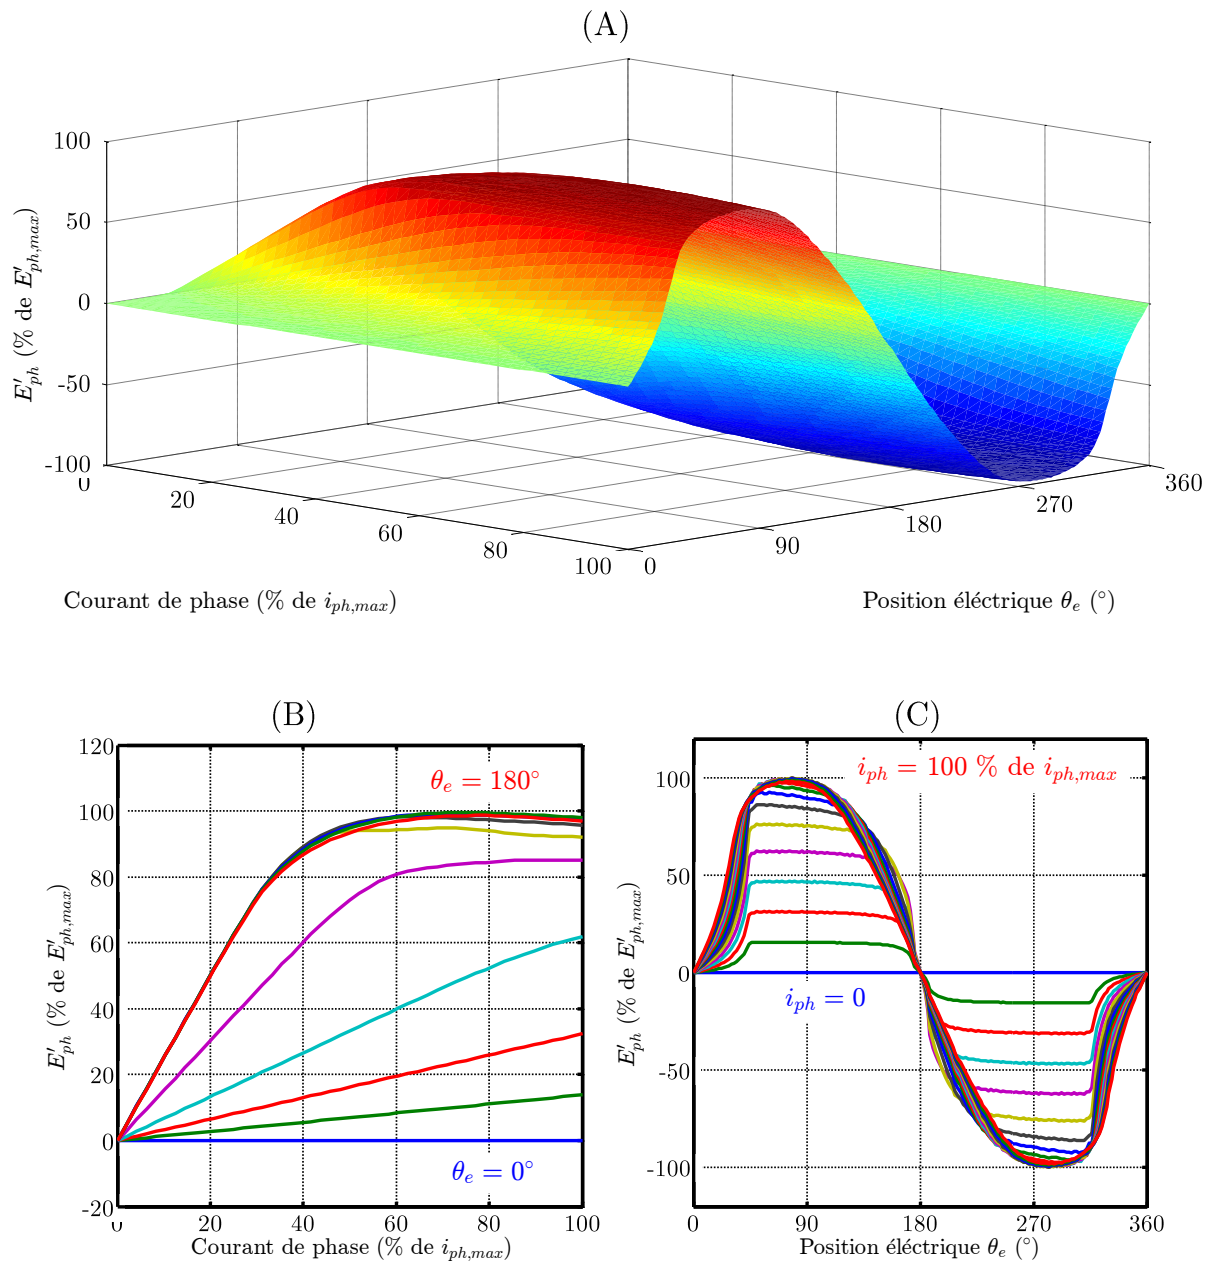 (A)
100
50
0
-50
-100
E'ph (% de E'ph,max)
0
20
40
60
80
100
0
90
180
270
360
Courant de phase (% de iph,max)
Position éléctrique θe (°)
(B)
120
100
80
60
40
20
0
-20
E'ph (% de E'ph,max)
θe = 180°
θe = 0°
0
20
40
60
80
100
Courant de phase (% de iph,max)
(C)
100
50
0
-50
-100
E'ph (% de E'ph,max)
iph = 100 % de iph,max
iph = 0
0
90
180
270
360
Position éléctrique θe (°)